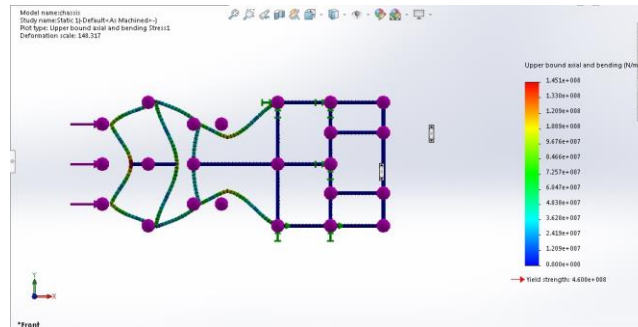 Model name:chassis
Study name:Static 1(-Default<As Machined>-)
Plot type: Upper bound axial and bending Stress1
Deformation scale: 148.317
Upper bound axial and bending (N/m
1.451e+008
1.330e+008
1.209e+008
1.089e+008
9.676e+007
8.466e+007
7.257e+007
6.047e+007
4.838e+007
3.628e+007
2.419e+007
1.209e+007
0.000e+000
Yield strength: 4.600e+008
Y
X
*Front